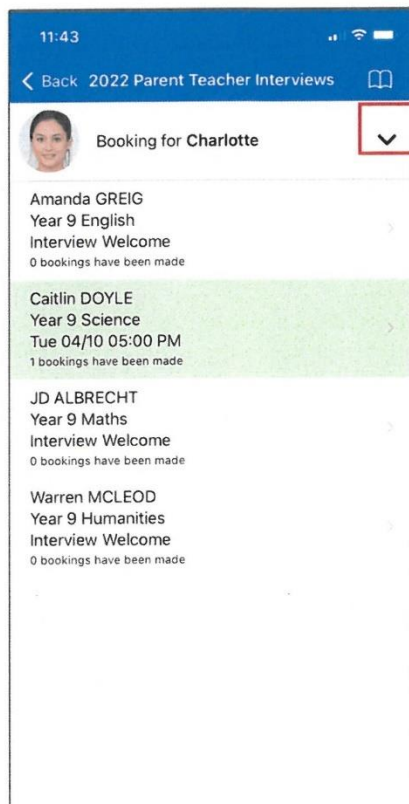 11:43
Back 2022 Parent Teacher Interviews
Booking for Charlotte
Amanda GREIG
Year 9 English
Interview Welcome
0 bookings have been made
Caitlin DOYLE
Year 9 Science
Tue 04/10 05:00 PM
1 bookings have been made
JD ALBRECHT
Year 9 Maths
Interview Welcome
0 bookings have been made
Warren MCLEOD
Year 9 Humanities
Interview Welcome
0 bookings have been made